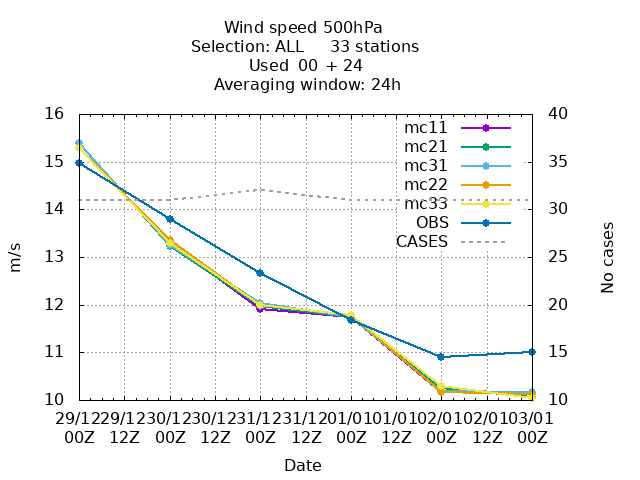 Wind speed 500hPa
Selection: ALL 33 stations
Used 00 + 24
Averaging window: 24h
16 40
mc11
mc21
15 35
mc31
mc22
14 30
mc33
OBS
CASES
13 25
m/s
No cases
12 20
11 15
10 10
29/12 29/12 30/12 30/12 31/12 31/12 01/01 01/01 02/01 02/01 03/01
00Z 12Z 00Z 12Z 00Z 12Z 00Z 12Z 00Z 12Z 00Z
Date